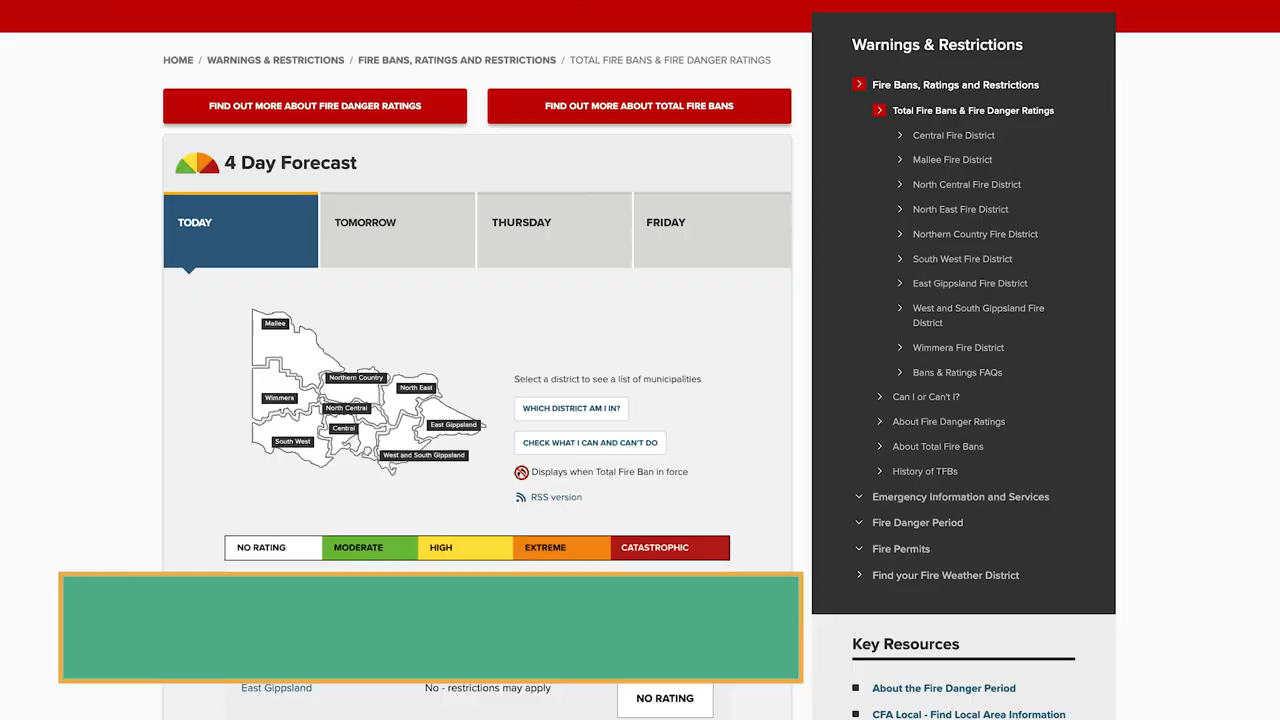 HOME / WARNINGS & RESTRICTIONS / FIRE BANS, RATINGS AND RESTRICTIONS / TOTAL FIRE BANS & FIRE DANGER RATINGS
FIND OUT MORE ABOUT FIRE DANGER RATINGS
FIND OUT MORE ABOUT TOTAL FIRE BANS
4 Day Forecast
TODAY
TOMORROW
THURSDAY
FRIDAY
Mallee
Northern Country
North East
Wimmera
North Central
Central
East Gippsland
South West
West and South Gippsland
Select a district to see a list of municipalities
WHICH DISTRICT AM I IN?
CHECK WHAT I CAN AND CAN'T DO
Displays when Total Fire Ban in force
RSS version
NO RATING
MODERATE
HIGH
EXTREME
CATASTROPHIC
East Gippsland
No - restrictions may apply
NO RATING
Warnings & Restrictions
Fire Bans, Ratings and Restrictions
Total Fire Bans & Fire Danger Ratings
Central Fire District
Mallee Fire District
North Central Fire District
North East Fire District
Northern Country Fire District
South West Fire District
East Gippsland Fire District
West and South Gippsland Fire
District
Wimmera Fire District
Bans & Ratings FAQs
Can I or Can't I?
About Fire Danger Ratings
About Total Fire Bans
History of TFBs
Emergency Information and Services
Fire Danger Period
Fire Permits
Find your Fire Weather District
Key Resources
About the Fire Danger Period
CFA Local - Find Local Area Information